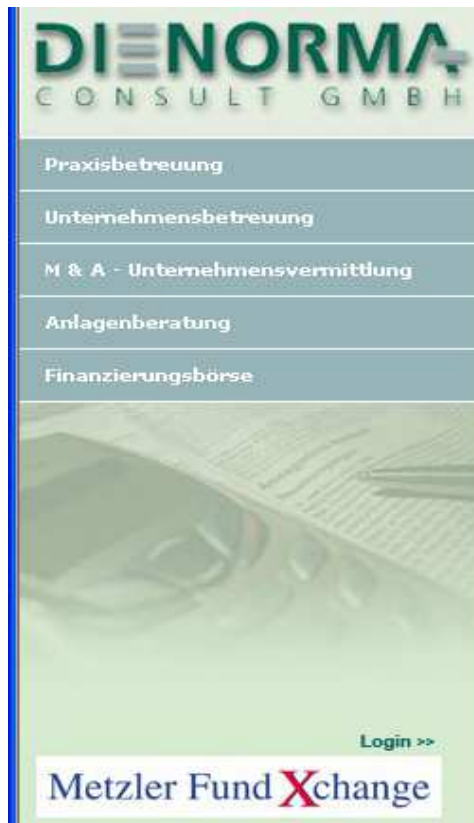 DIENORMA
CONSULT GMBH
Praxisbetreuung
Unternehmensbetreuung
M & A - Unternehmensvermittlung
Anlagenberatung
Finanzierungsbörse
Login >>
Metzler Fund Xchange